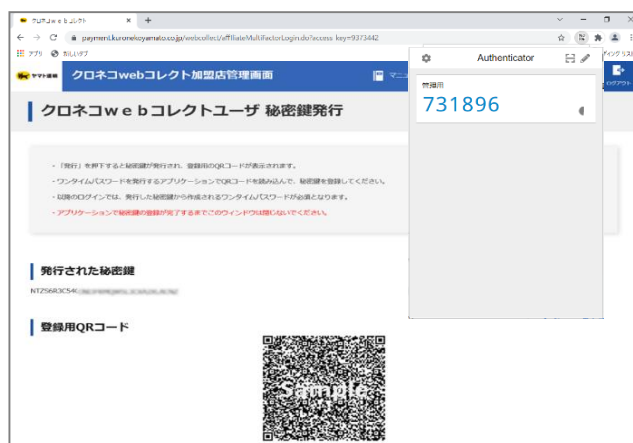 クロネコwebコレクト
payment.kuronekoyamato.co.jp/webcollect/affiliateMultiFactorLogin.do?access_key=9373442
アプリ
ヤマト運輸
クロネコwebコレクト加盟店管理画面
ログアウト
クロネコｗｅｂコレクトユーザ 秘密鍵発行
・「発行」を押下すると秘密鍵が発行され、登録用のQRコードが表示されます。
・ワンタイムパスワードを発行するアプリケーションでQRコードを読み込んで、秘密鍵を登録してください。
・以降のログインでは、発行した秘密鍵から作成されるワンタイムパスワードが必須となります。
・アプリケーションで秘密鍵の登録が完了するまでこのウィンドウは閉じないでください。
Authenticator
管理用
731896
発行された秘密鍵
登録用QRコード
Sample